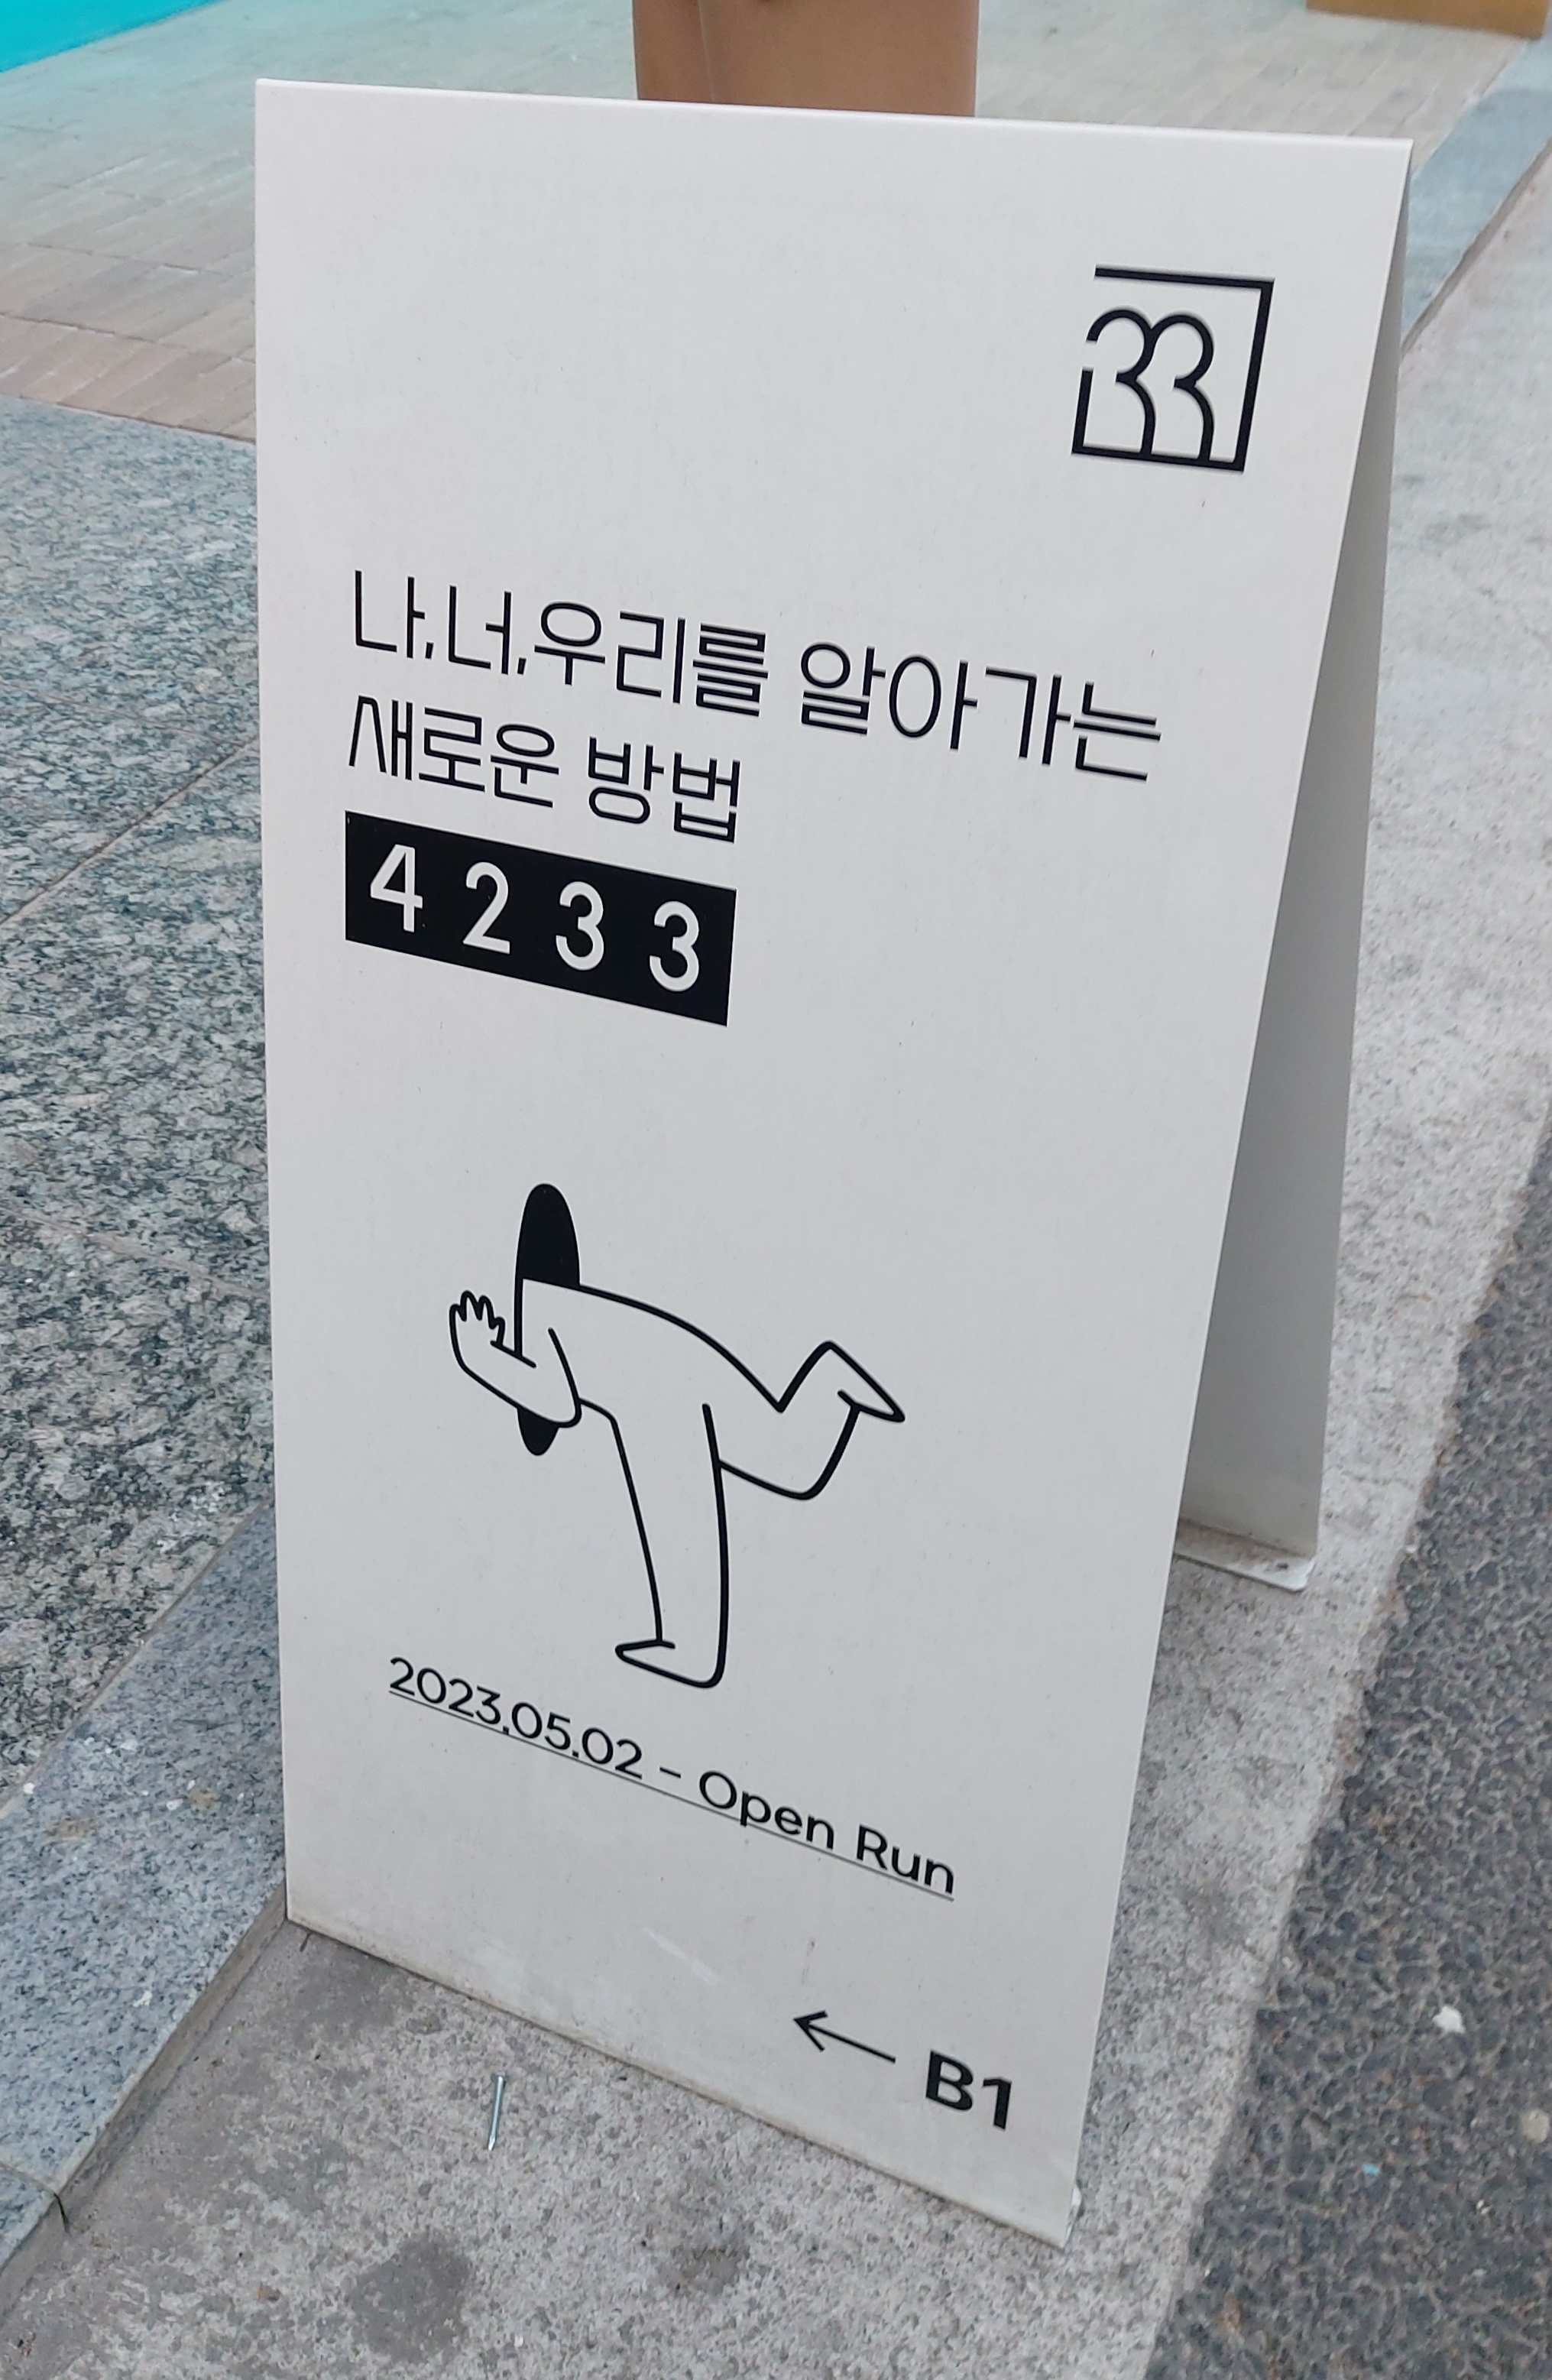 나,너,우리를 알아가는
새로운 방법
4233
2023.05.02 - Open Run
← B1